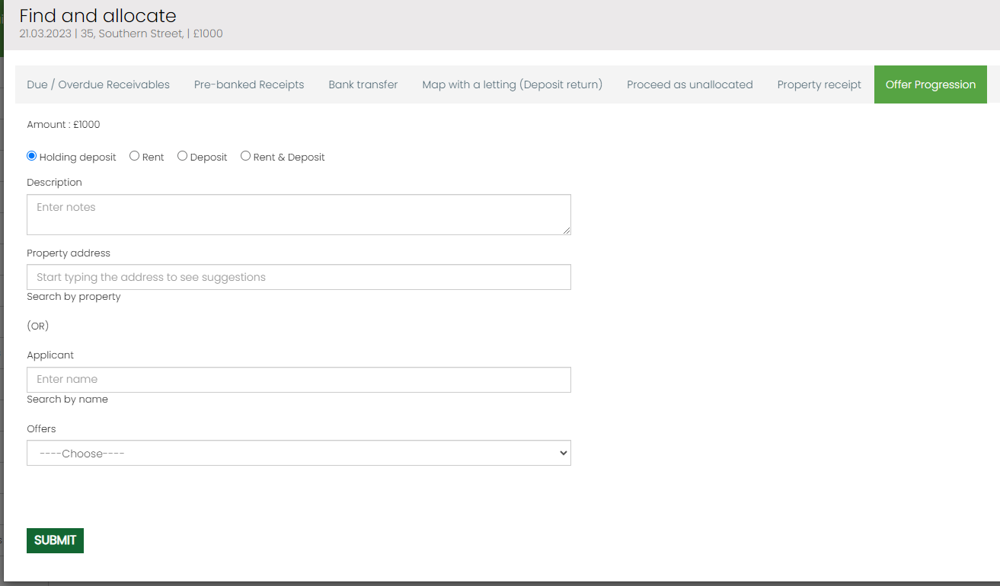 Find and allocate
21.03.2023 | 35, Southern Street, | £1000
Due / Overdue Receivables Pre-banked Receipts Bank transfer Map with a letting (Deposit return) Proceed as unallocated Property receipt Offer Progression
Amount : £1000
Holding deposit Rent Deposit Rent & Deposit
Description
Enter notes
Property address
Start typing the address to see suggestions
Search by property
(OR)
Applicant
Enter name
Search by name
Offers
----Choose----
SUBMIT